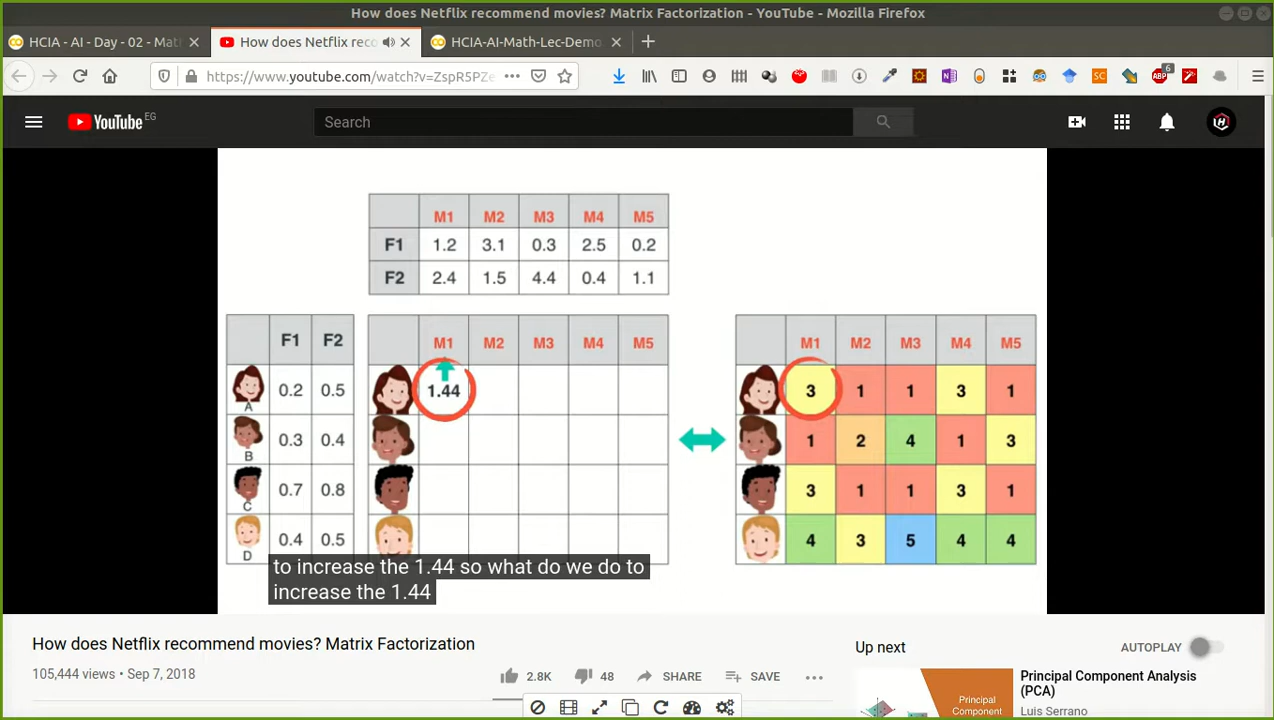 How does Netflix recommend movies? Matrix Factorization - YouTube - Mozilla Firefox
HCIA - AI - Day - 02 - Mat
How does Netflix reco
HCIA-AI-Math-Lec-Demo.
https://www.youtube.com/watch?v=ZspR5PZe
SC
ABP
6
YouTube
EG
Search
M1 M2 M3 M4 M5
F1 1.2 3.1 0.3 2.5 0.2
F2 2.4 1.5 4.4 0.4 1.1
F1 F2
A 0.2 0.5
B 0.3 0.4
C 0.7 0.8
D 0.4 0.5
M1 M2 M3 M4 M5
1.44
M1 M2 M3 M4 M5
3 1 1 3 1
1 2 4 1 3
3 1 1 3 1
4 3 5 4 4
to increase the 1.44 so what do we do to
increase the 1.44
How does Netflix recommend movies? Matrix Factorization
105,444 views • Sep 7, 2018
2.8K 48 SHARE SAVE
Up next AUTOPLAY
Principal Component Analysis
(PCA)
Luis Serrano
Principal
Component